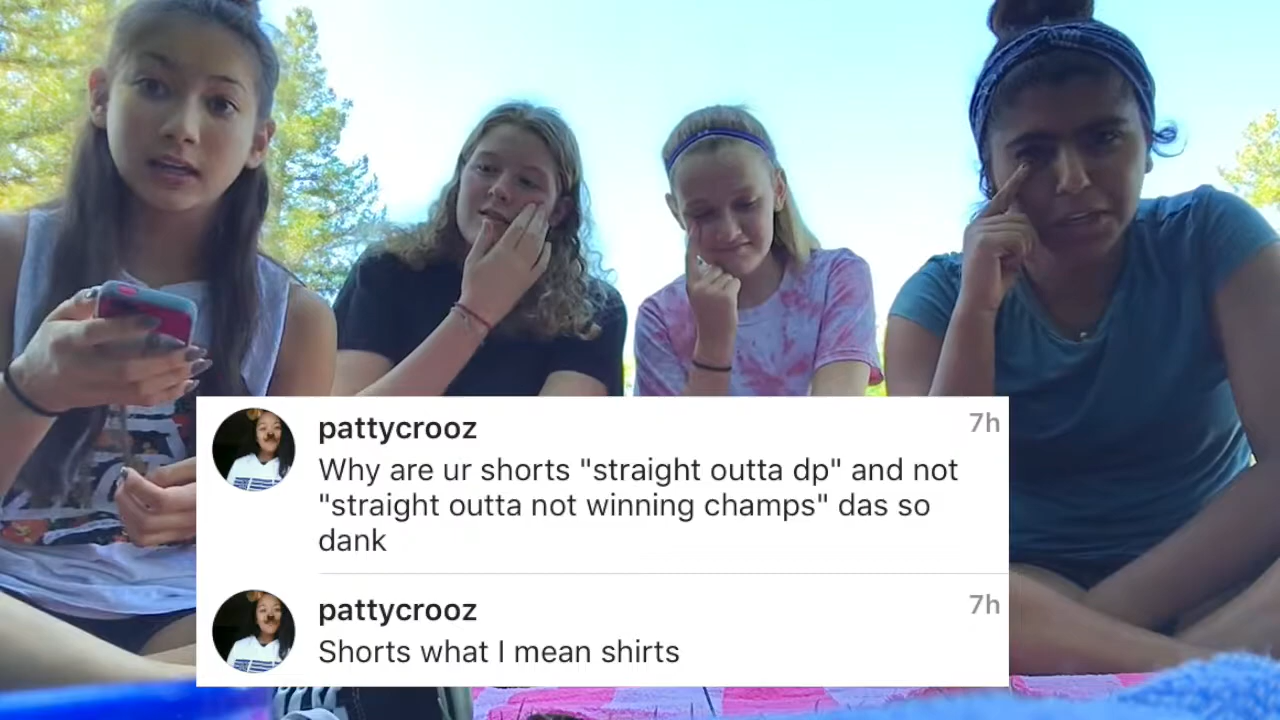 pattycrooz
7h
Why are ur shorts "straight outta dp" and not
"straight outta not winning champs" das so
dank
pattycrooz
7h
Shorts what I mean shirts